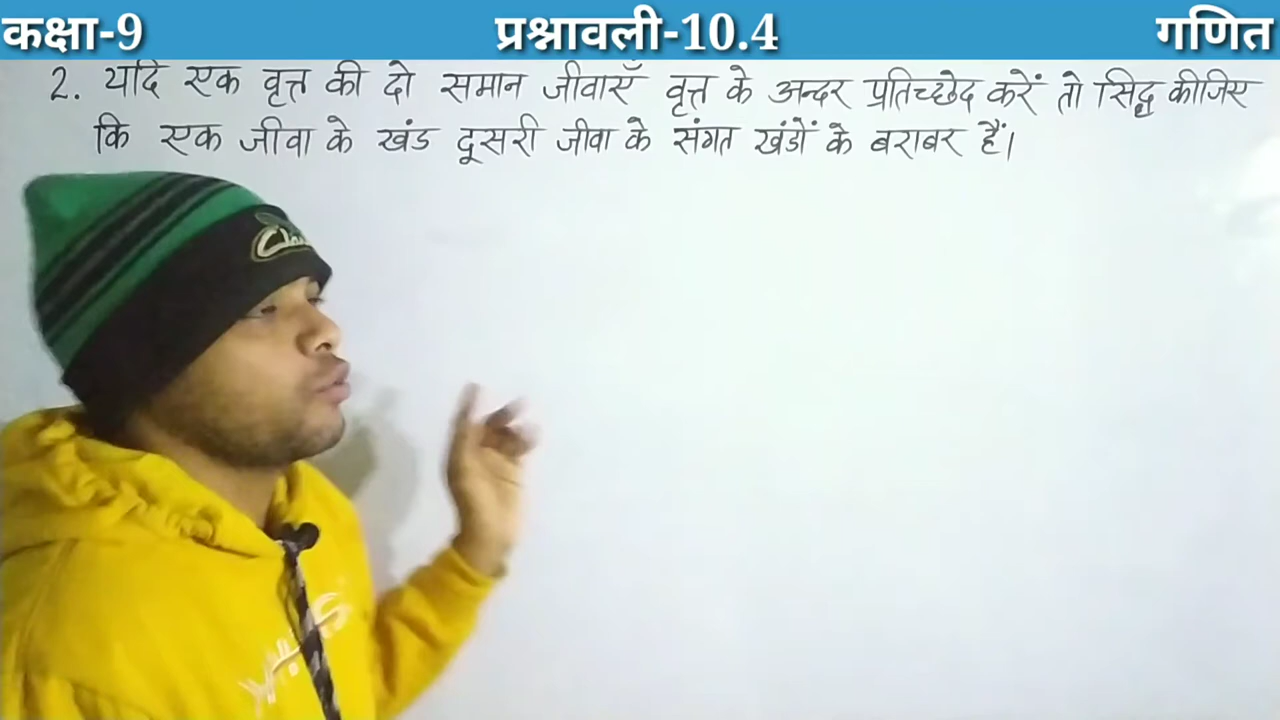 कक्षा-9 प्रश्नावली-10.4 गणित
2. यदि एक वृत्त की दो समान जीवाएँ वृत्त के अन्दर प्रतिच्छेद करें तो सिद्ध कीजिए
कि एक जीवा के खंड दूसरी जीवा के संगत खंडों के बराबर हैं।